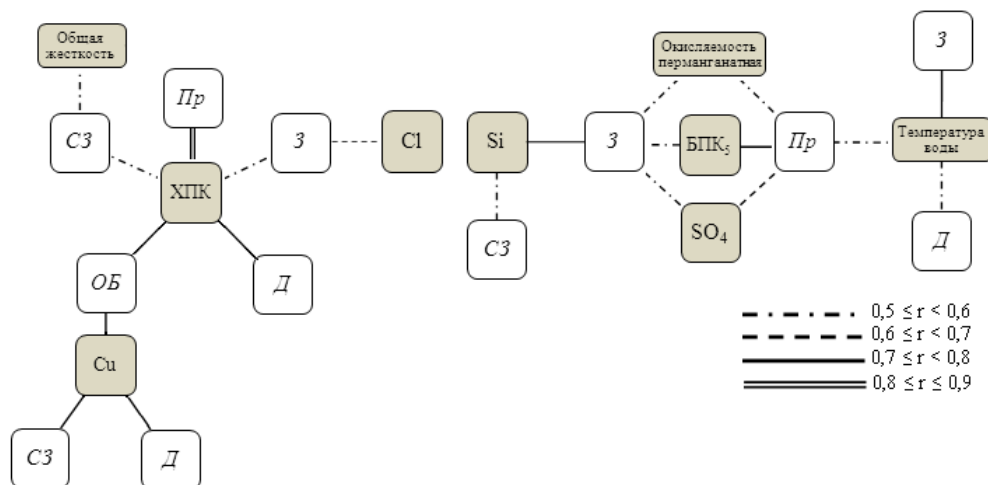 Общая
жесткость
Пр
СЗ
З
Cl
ХПК
ОБ
Д
Cu
СЗ
Д
Окисляемость
перманганатная
З
Si
З
БПК₅
Пр
Температура
воды
СЗ
SO₄
Д
0,5 ≤ r < 0,6
0,6 ≤ r < 0,7
0,7 ≤ r < 0,8
0,8 ≤ r ≤ 0,9